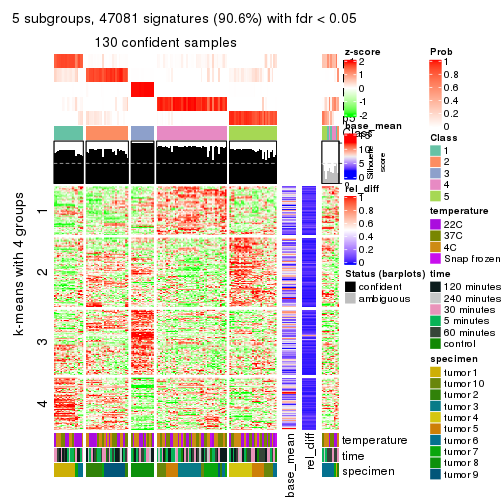 5 subgroups, 47081 signatures (90.6%) with fdr < 0.05
130 confident samples
k-means with 4 groups
1
2
3
4
z-score
2
1
0
-1
-2
base_mean
15
10
5
0
rel_diff
1
0.8
0.6
0.4
0.2
0
Silhouette
score
Status (barplots)
confident
ambiguous
Prob
1
0.8
0.6
0.4
0.2
0
Class
1
2
3
4
5
temperature
22C
37C
4C
Snap frozen
time
120 minutes
240 minutes
30 minutes
5 minutes
60 minutes
control
specimen
tumor 1
tumor 10
tumor 2
tumor 3
tumor 4
tumor 5
tumor 6
tumor 7
tumor 8
tumor 9
temperature
time
specimen
base_mean
rel_diff